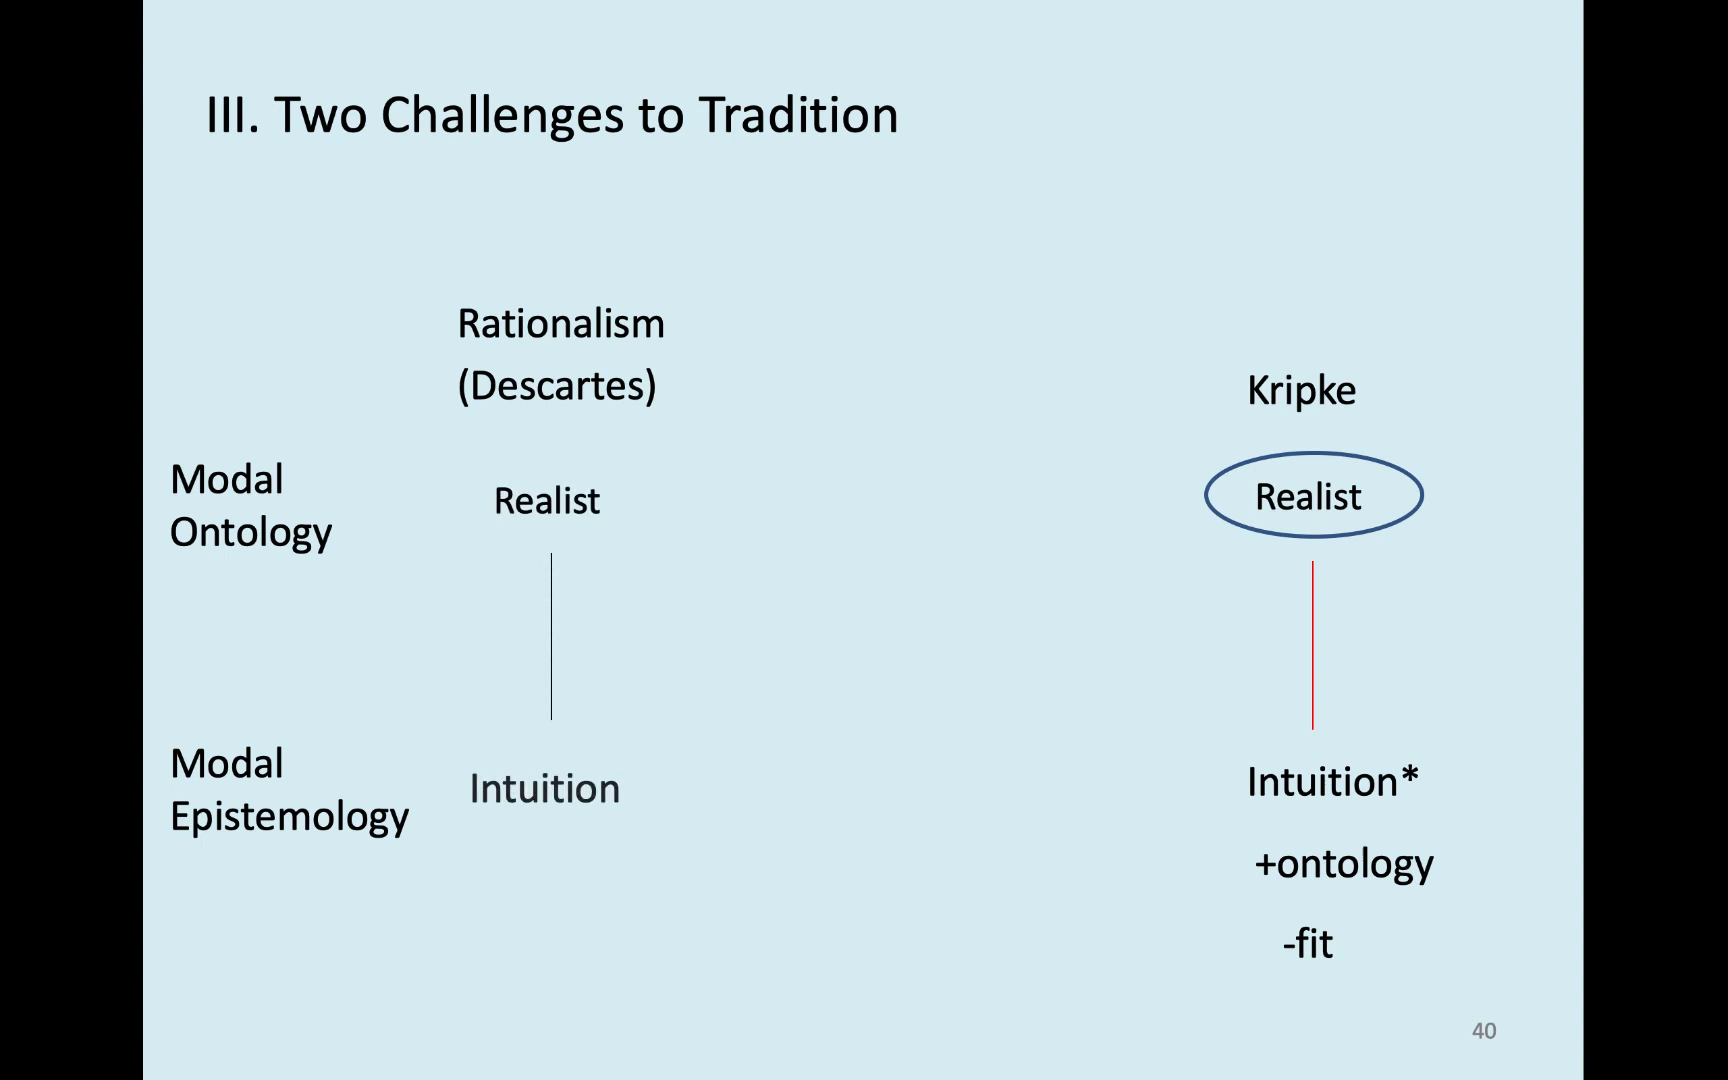 III. Two Challenges to Tradition
Rationalism
(Descartes)
Kripke
Modal
Ontology
Realist
Realist
Modal
Epistemology
Intuition
Intuition*
+ontology
-fit
40